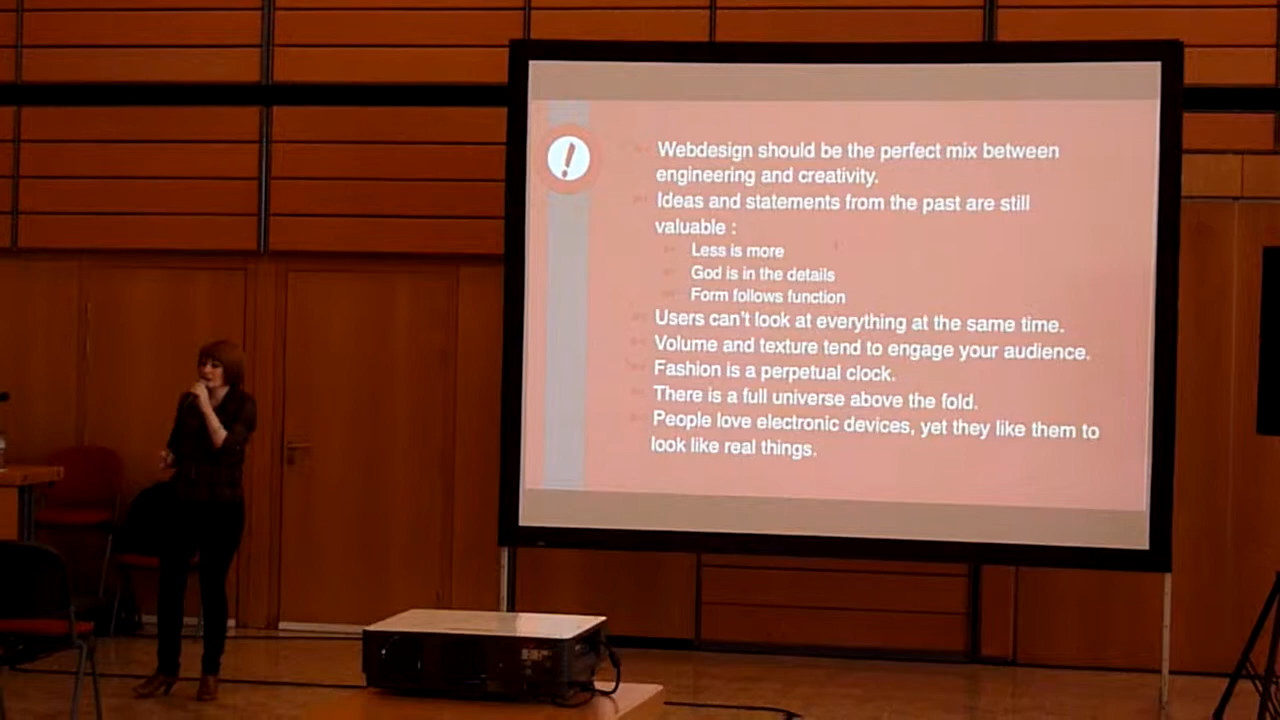 !
Webdesign should be the perfect mix between
engineering and creativity.
Ideas and statements from the past are still
valuable :
Less is more
God is in the details
Form follows function
Users can't look at everything at the same time.
Volume and texture tend to engage your audience.
Fashion is a perpetual clock.
There is a full universe above the fold.
People love electronic devices, yet they like them to
look like real things.